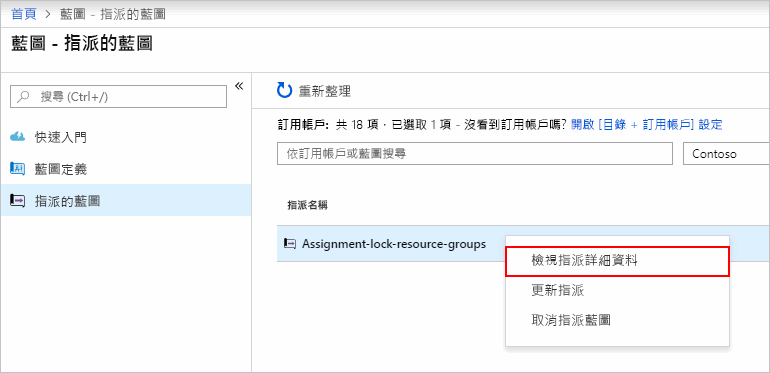 首頁 > 藍圖 - 指派的藍圖
藍圖 - 指派的藍圖
搜尋 (Ctrl+/)
«
快速入門
藍圖定義
指派的藍圖
重新整理
訂用帳戶: 共 18 項，已選取 1 項 - 沒看到訂用帳戶嗎? 開啟 [目錄 + 訂用帳戶] 設定
依訂用帳戶或藍圖搜尋
Contoso
指派名稱
Assignment-lock-resource-groups
檢視指派詳細資料
更新指派
取消指派藍圖